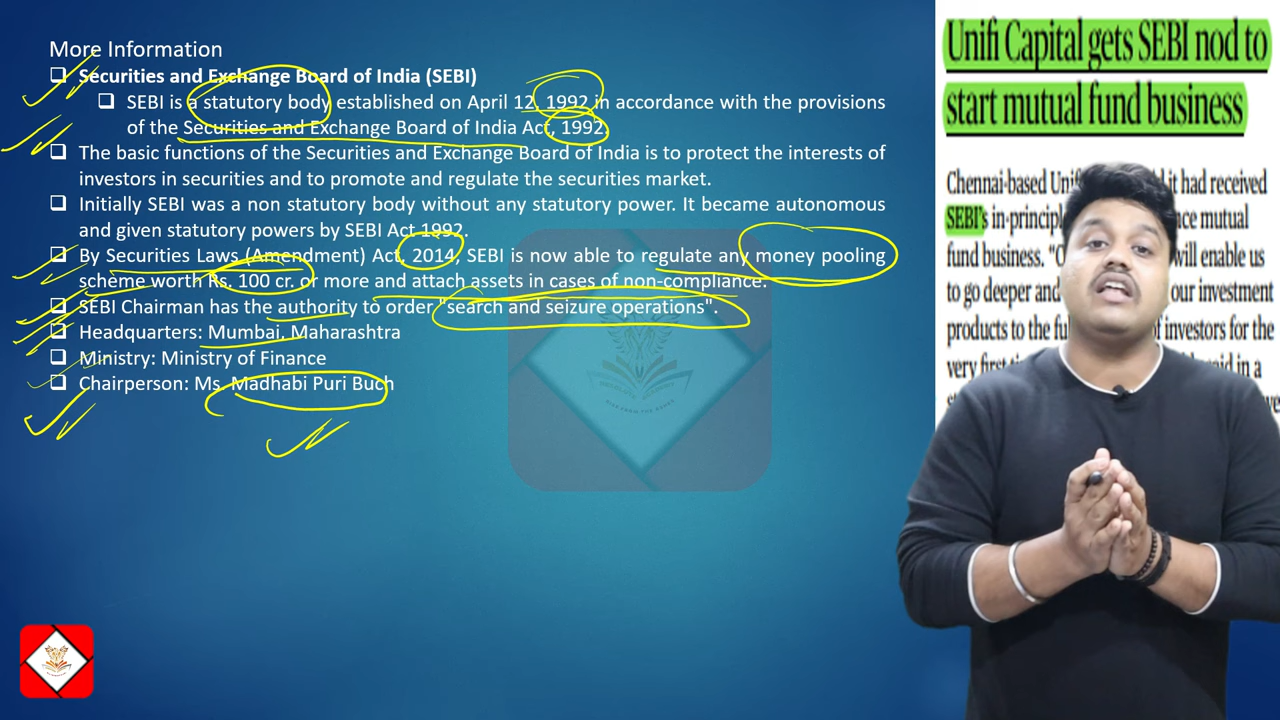 More Information
Securities and Exchange Board of India (SEBI)
SEBI is a statutory body established on April 12, 1992 in accordance with the provisions
of the Securities and Exchange Board of India Act, 1992.
The basic functions of the Securities and Exchange Board of India is to protect the interests of
investors in securities and to promote and regulate the securities market.
Initially SEBI was a non statutory body without any statutory power. It became autonomous
and given statutory powers by SEBI Act 1992.
By Securities Laws (Amendment) Act, 2014, SEBI is now able to regulate any money pooling
scheme worth Rs. 100 cr. or more and attach assets in cases of non-compliance.
SEBI Chairman has the authority to order "search and seizure operations".
Headquarters: Mumbai, Maharashtra
Ministry: Ministry of Finance
Chairperson: Ms. Madhabi Puri Buch
Unifi Capital gets SEBI nod to
start mutual fund business
Chennai-based it had received
SEBI's mutual
fund business. will enable us
to go deeper and our investment
products to the investors for the
very first in a